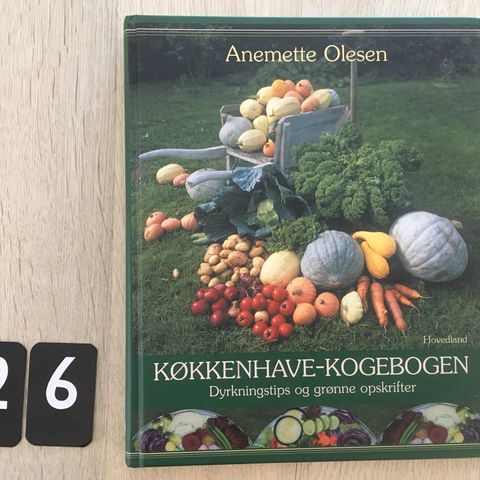 Anemette Olesen
Hovedland
KØKKENHAVE-KOGEBOGEN
Dyrkningstips og grønne opskrifter
26